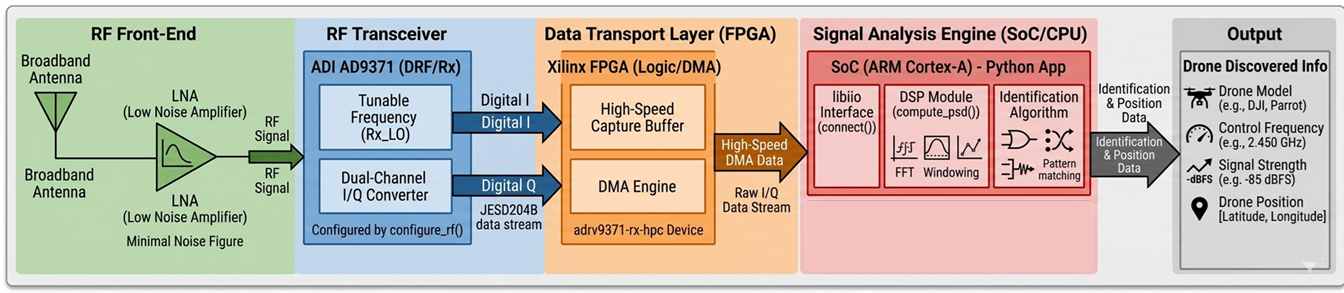 RF Front-End
Broadband
Antenna
LNA
(Low Noise Amplifier)
Broadband
Antenna
LNA
(Low Noise Amplifier)
Minimal Noise Figure
RF
Signal
RF
Signal
RF Transceiver
ADI AD9371 (DRF/Rx)
Tunable
Frequency
(Rx_LO)
Dual-Channel
I/Q Converter
Configured by configure_rf()
Digital I
Digital I
Digital Q
JESD204B
data stream
Data Transport Layer (FPGA)
Xilinx FPGA (Logic/DMA)
High-Speed
Capture Buffer
DMA Engine
adrv9371-rx-hpc Device
High-Speed
DMA Data
Raw I/Q
Data Stream
Signal Analysis Engine (SoC/CPU)
SoC (ARM Cortex-A) - Python App
libiio
Interface
(connect())
DSP Module
(compute_psd())
FFT
Windowing
Identification
Algorithm
Pattern
matching
Identification
& Position
Data
Identification
& Position
Data
Output
Drone Discovered Info
Drone Model
(e.g., DJI, Parrot)
Control Frequency
(e.g., 2.450 GHz)
Signal Strength
(e.g. -85 dBFS)
-dBFS
Drone Position
[Latitude, Longitude]